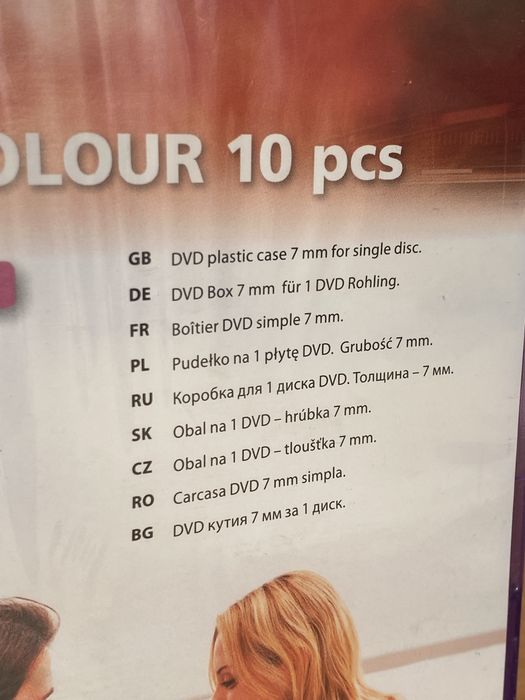 OLOUR 10 pcs
GB DVD plastic case 7 mm for single disc.
DE DVD Box 7 mm für 1 DVD Rohling.
FR Boîtier DVD simple 7 mm.
PL Pudełko na 1 płytę DVD. Grubość 7 mm.
RU Коробка для 1 диска DVD. Толщина – 7 мм.
SK Obal na 1 DVD – hrúbka 7 mm.
CZ Obal na 1 DVD – tloušťka 7 mm.
RO Carcasa DVD 7 mm simpla.
BG DVD кутия 7 мм за 1 диск.